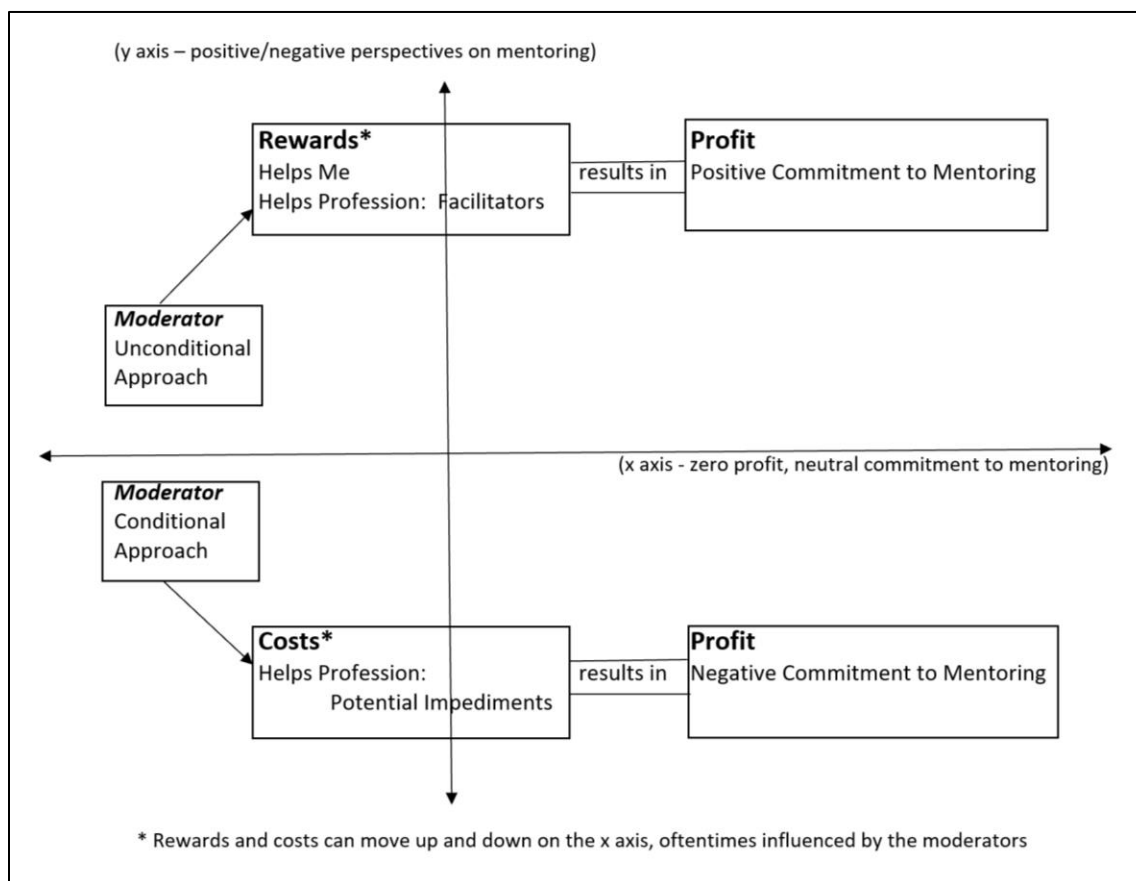 (y axis – positive/negative perspectives on mentoring)
Rewards*
Helps Me
Helps Profession: Facilitators
results in
Profit
Positive Commitment to Mentoring
Moderator
Unconditional
Approach
(x axis - zero profit, neutral commitment to mentoring)
Moderator
Conditional
Approach
Costs*
Helps Profession:
Potential Impediments
results in
Profit
Negative Commitment to Mentoring
* Rewards and costs can move up and down on the x axis, oftentimes influenced by the moderators